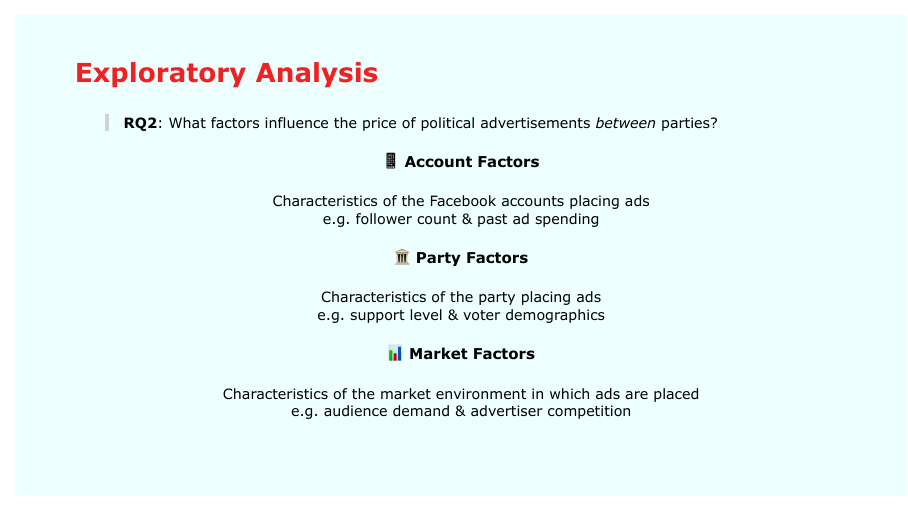 Exploratory Analysis
RQ2: What factors influence the price of political advertisements between parties?
📱 Account Factors
Characteristics of the Facebook accounts placing ads
e.g. follower count & past ad spending
🏛️ Party Factors
Characteristics of the party placing ads
e.g. support level & voter demographics
📊 Market Factors
Characteristics of the market environment in which ads are placed
e.g. audience demand & advertiser competition